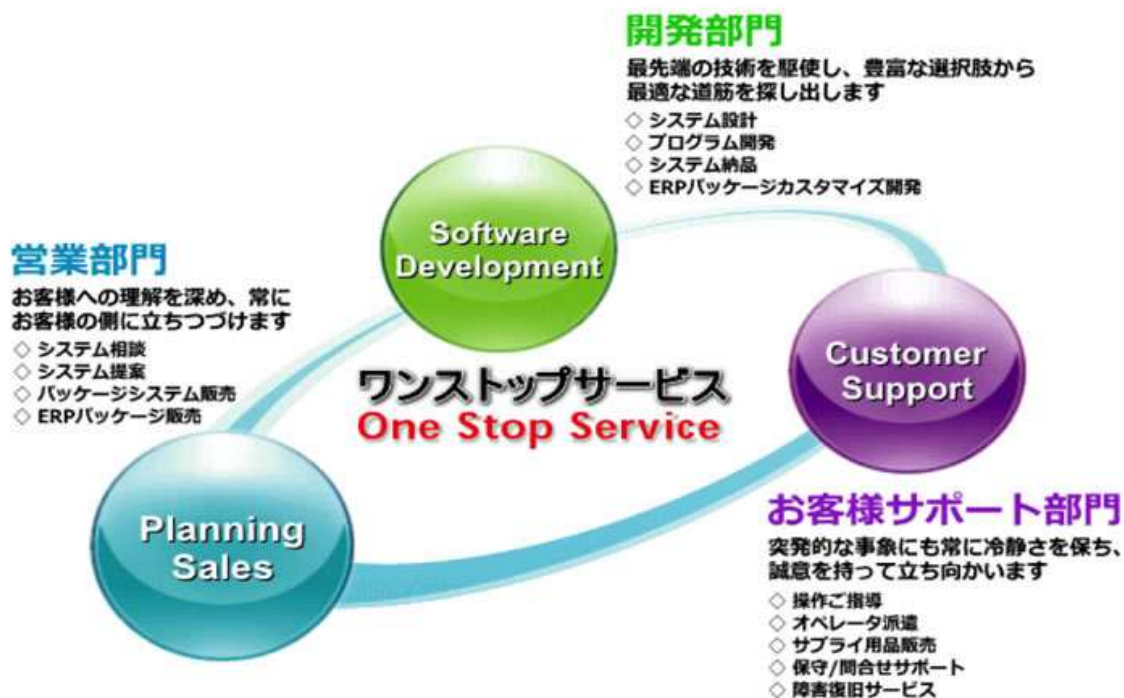 開発部門
最先端の技術を駆使し、豊富な選択肢から
最適な道筋を探し出します
◇ システム設計
◇ プログラム開発
◇ システム納品
◇ ERPパッケージカスタマイズ開発
Software
Development
営業部門
お客様への理解を深め、常に
お客様の側に立ちつづけます
◇ システム相談
◇ システム提案
◇ パッケージシステム販売
◇ ERPパッケージ販売
ワンストップサービス
One Stop Service
Customer
Support
Planning
Sales
お客様サポート部門
突発的な事象にも常に冷静さを保ち、
誠意を持って立ち向かいます
◇ 操作ご指導
◇ オペレータ派遣
◇ サプライ用品販売
◇ 保守/問合せサポート
◇ 障害復旧サービス